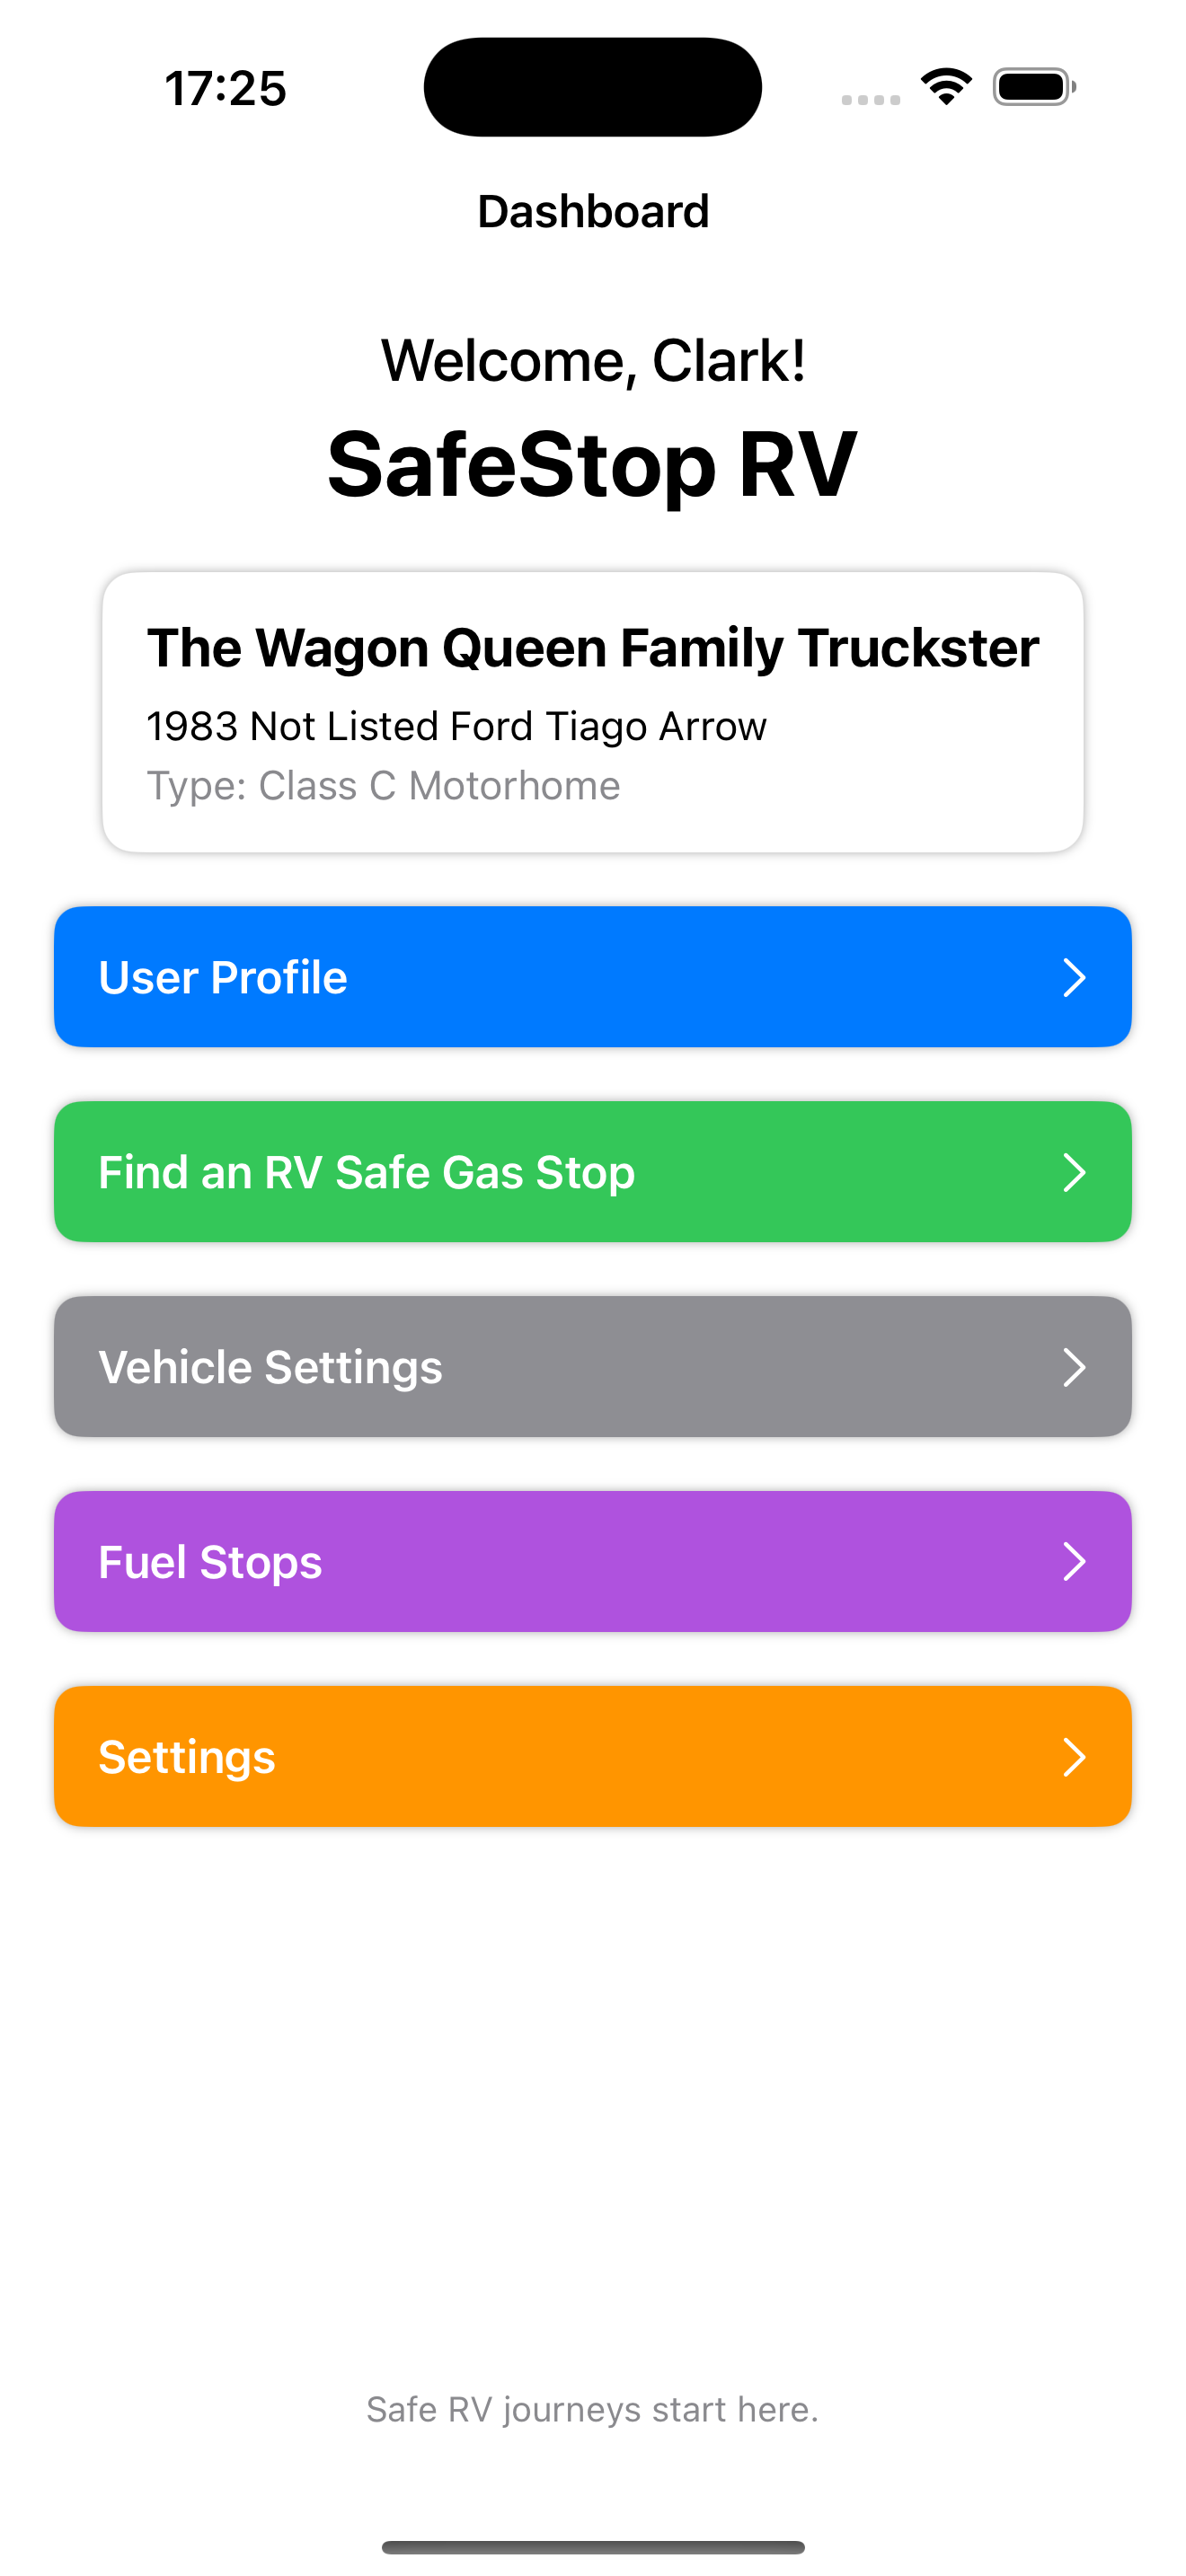 17:25
Dashboard
Welcome, Clark!
SafeStop RV
The Wagon Queen Family Truckster
1983 Not Listed Ford Tiago Arrow
Type: Class C Motorhome
User Profile
Find an RV Safe Gas Stop
Vehicle Settings
Fuel Stops
Settings
Safe RV journeys start here.